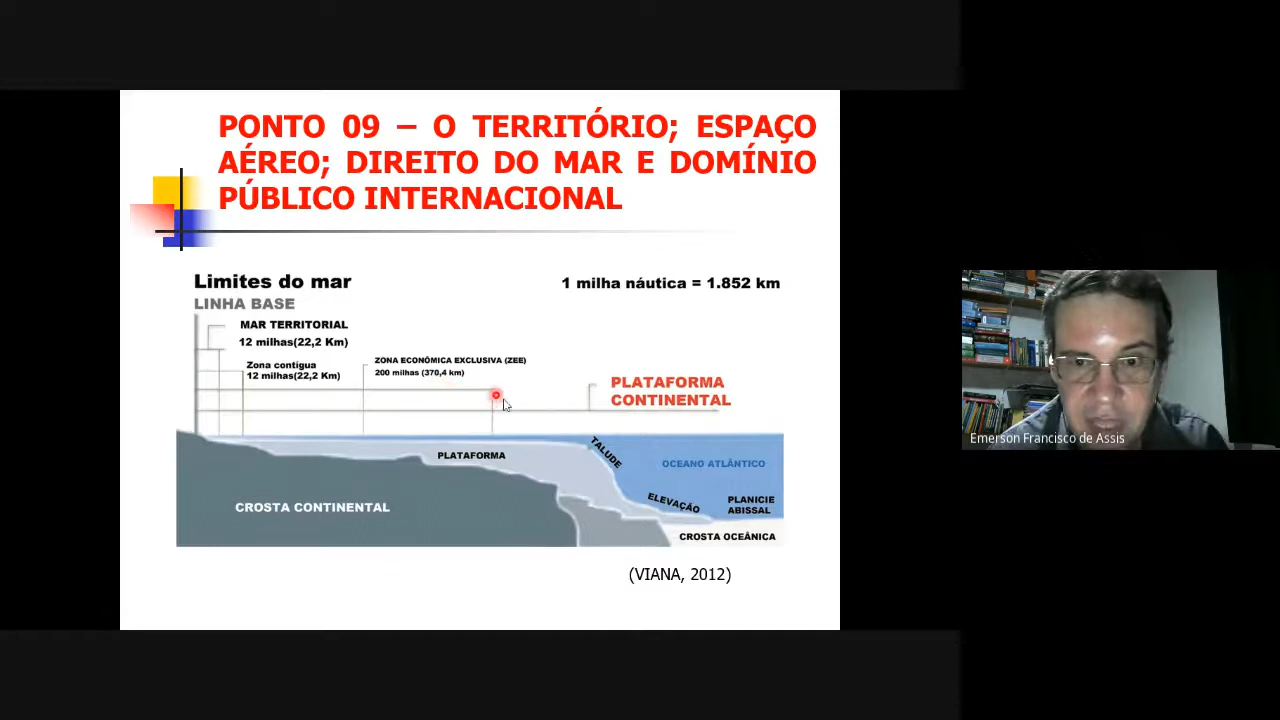 PONTO 09 – O TERRITÓRIO; ESPAÇO
AÉREO; DIREITO DO MAR E DOMÍNIO
PÚBLICO INTERNACIONAL
Limites do mar
1 milha náutica = 1.852 km
LINHA BASE
MAR TERRITORIAL
12 milhas(22,2 Km)
Zona contigua
12 milhas(22,2 Km)
ZONA ECONÔMICA EXCLUSIVA (ZEE)
200 milhas (370,4 km)
PLATAFORMA
CONTINENTAL
PLATAFORMA
TALUDE
OCEANO ATLÂNTICO
ELEVAÇÃO
PLANICIE
ABISSAL
CROSTA CONTINENTAL
CROSTA OCEÂNICA
(VIANA, 2012)
Emerson Francisco de Assis